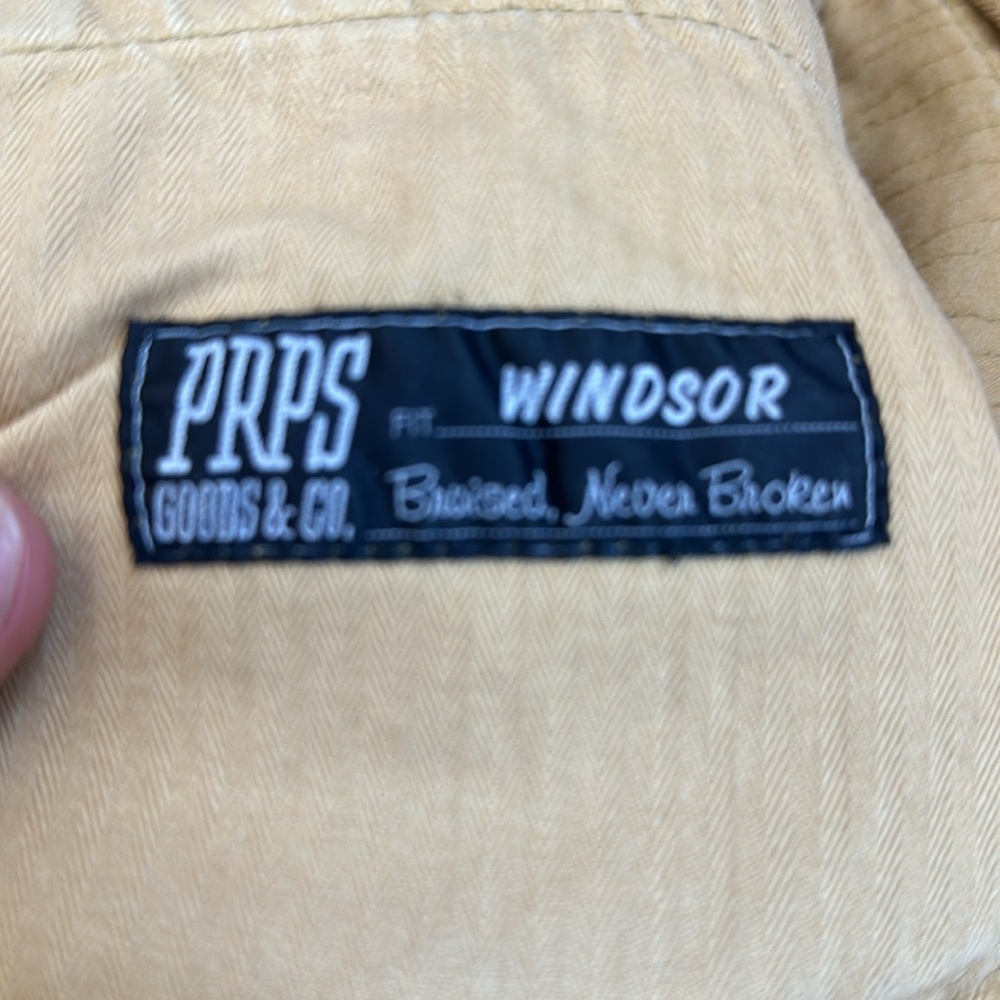 PRPS
GOODS & CO.
FIT WINDSOR
Bruised, Never Broken